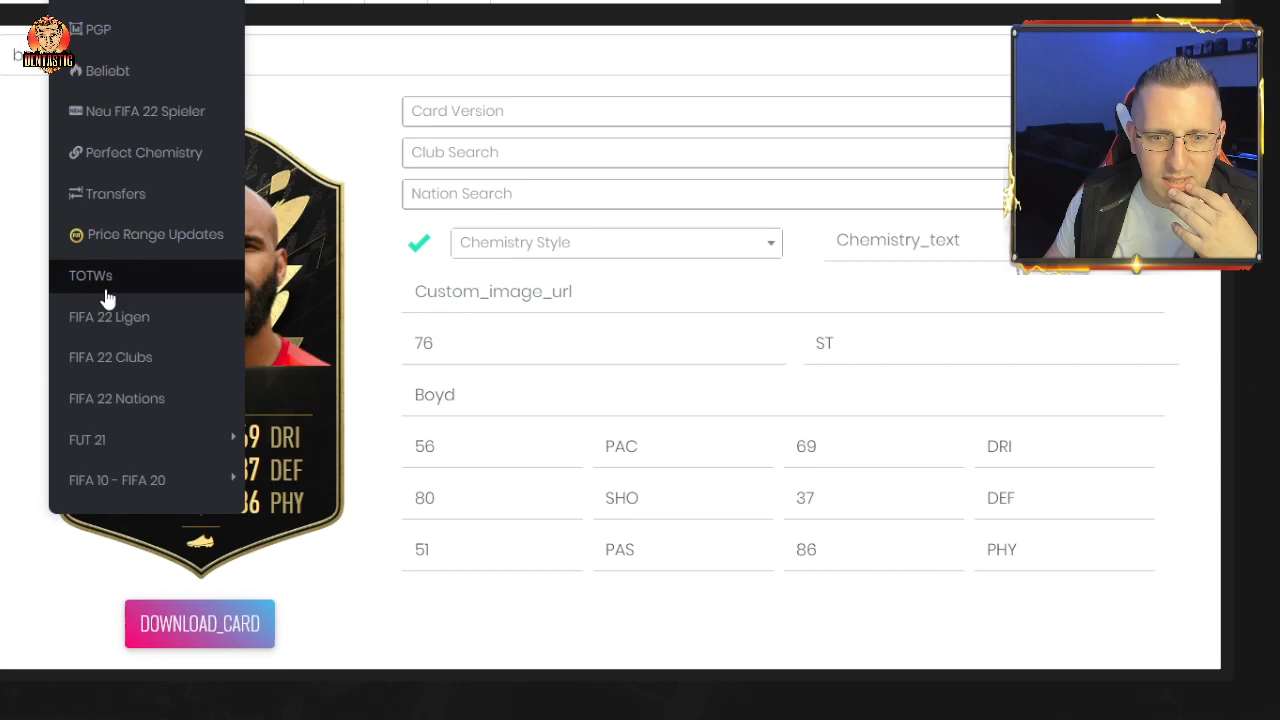 PGP
DENTASTIC
Beliebt
Neu FIFA 22 Spieler
Perfect Chemistry
Transfers
Price Range Updates
TOTWs
FIFA 22 Ligen
FIFA 22 Clubs
FIFA 22 Nations
FUT 21
FIFA 10 - FIFA 20
69 DRI
37 DEF
86 PHY
DOWNLOAD_CARD
Card Version
Club Search
Nation Search
Chemistry Style
Chemistry_text
Custom_image_url
76 ST
Boyd
56 PAC 69 DRI
80 SHO 37 DEF
51 PAS 86 PHY